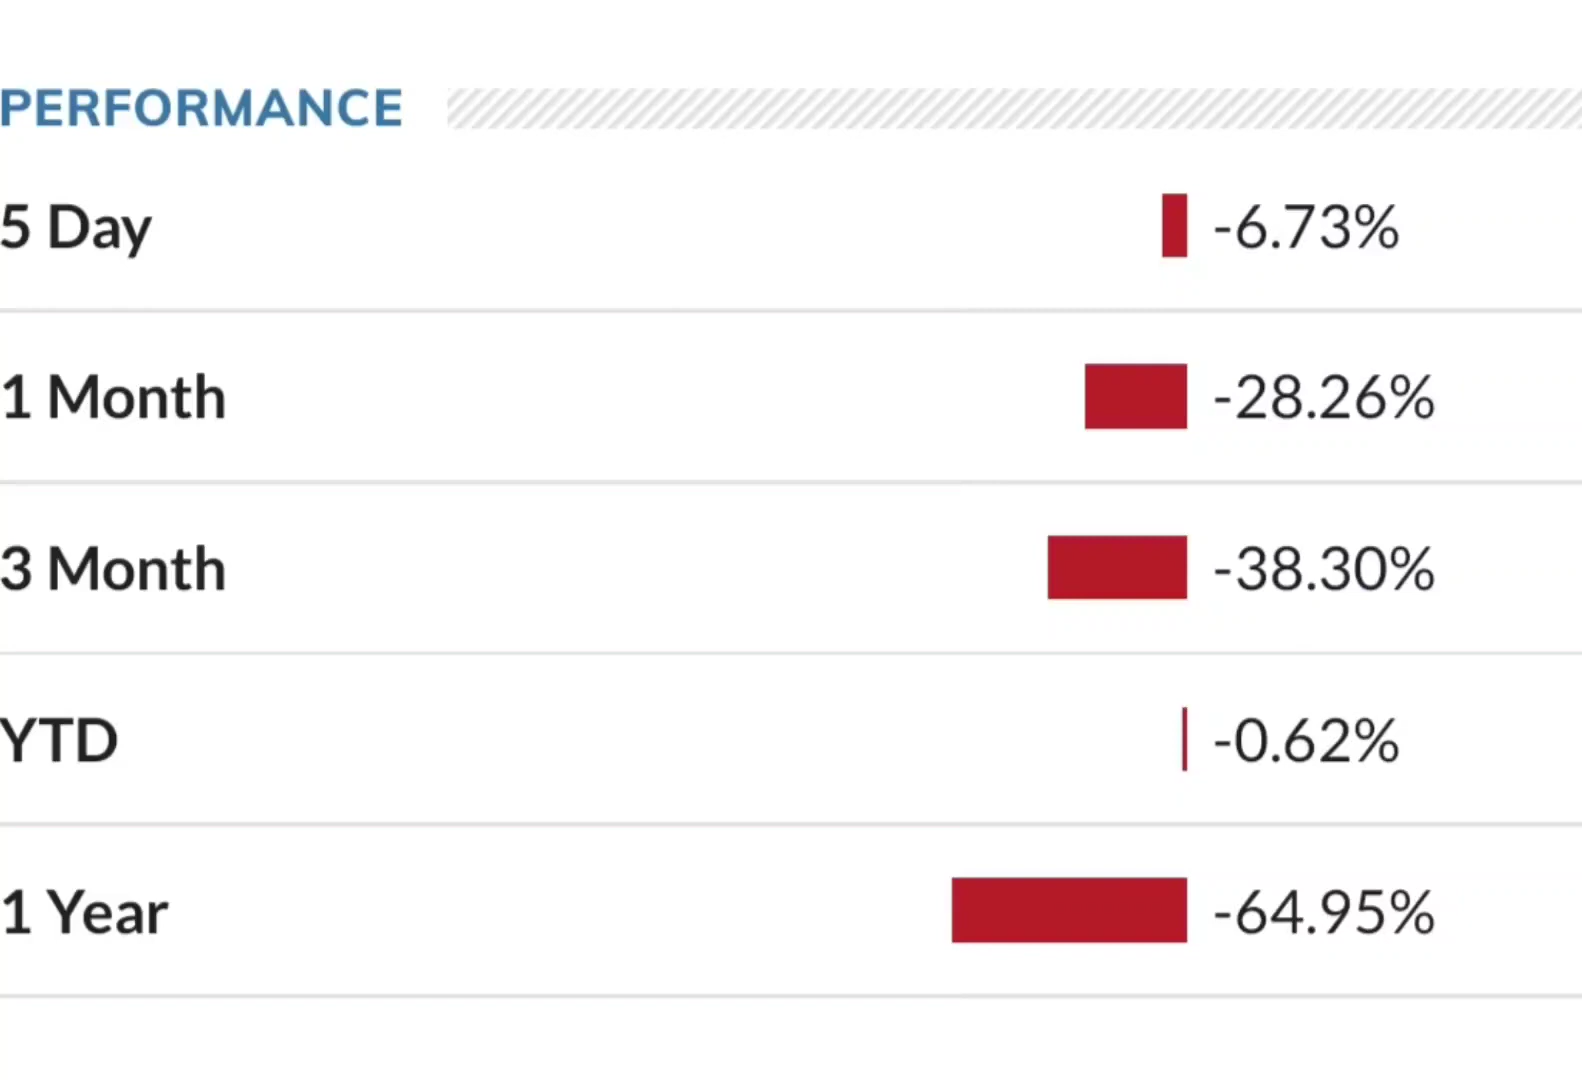 PERFORMANCE
5 Day -6.73%
1 Month -28.26%
3 Month -38.30%
YTD -0.62%
1 Year -64.95%